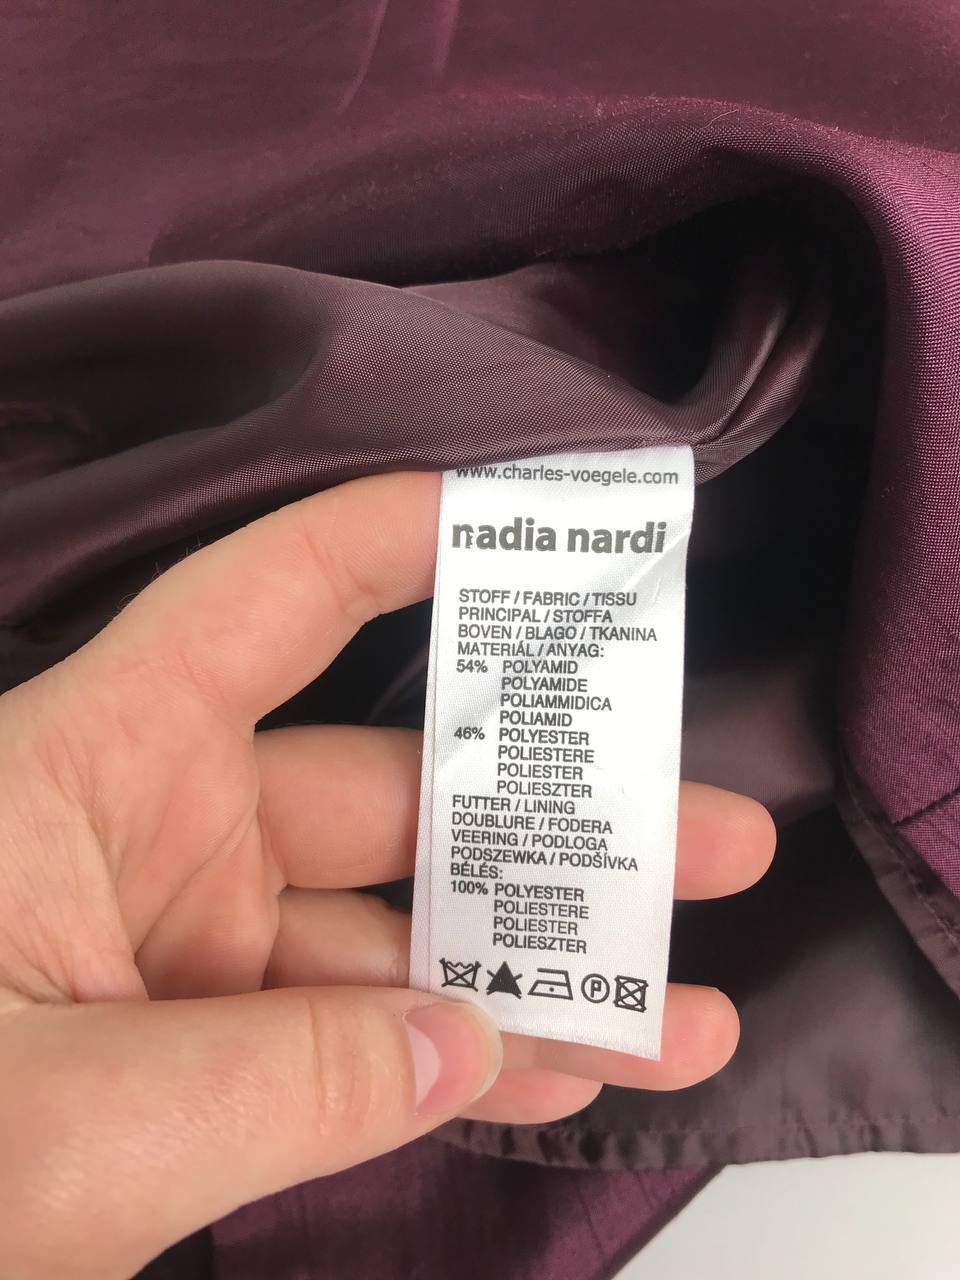 www.charles-voegele.com
nadia nardi
STOFF / FABRIC / TISSU
PRINCIPAL / STOFFA
BOVEN / BLAGO / TKANINA
MATERIÁL / ANYAG:
54% POLYAMID
POLYAMIDE
POLIAMMIDICA
POLIAMID
46% POLYESTER
POLIESTERE
POLIESTER
POLIESZTER
FUTTER / LINING
DOUBLURE / FODERA
VEERING / PODLOGA
PODSZEWKA / PODŠÍVKA
BÉLÉS:
100% POLYESTER
POLIESTERE
POLIESTER
POLIESZTER
P